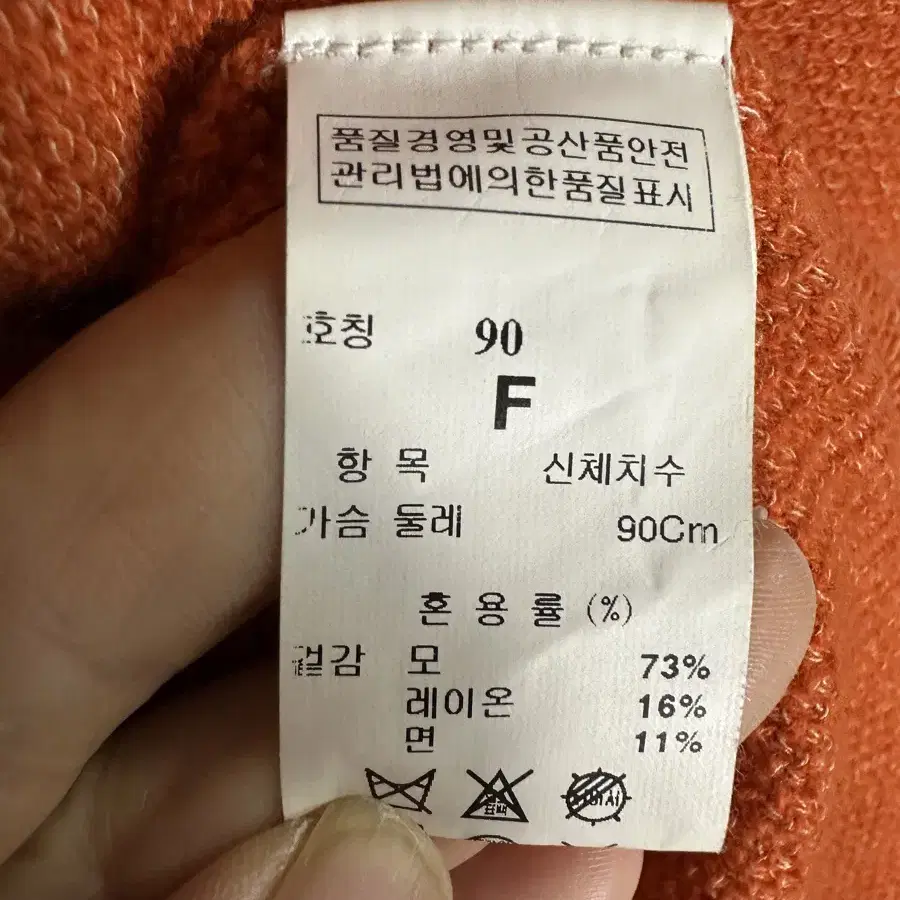 품질경영및공산품안전
관리법에의한품질표시
호칭 90
F
항 목 신체치수
가슴 둘레 90Cm
혼 용 률 (%)
겉감 모 73%
레이온 16%
면 11%
표백